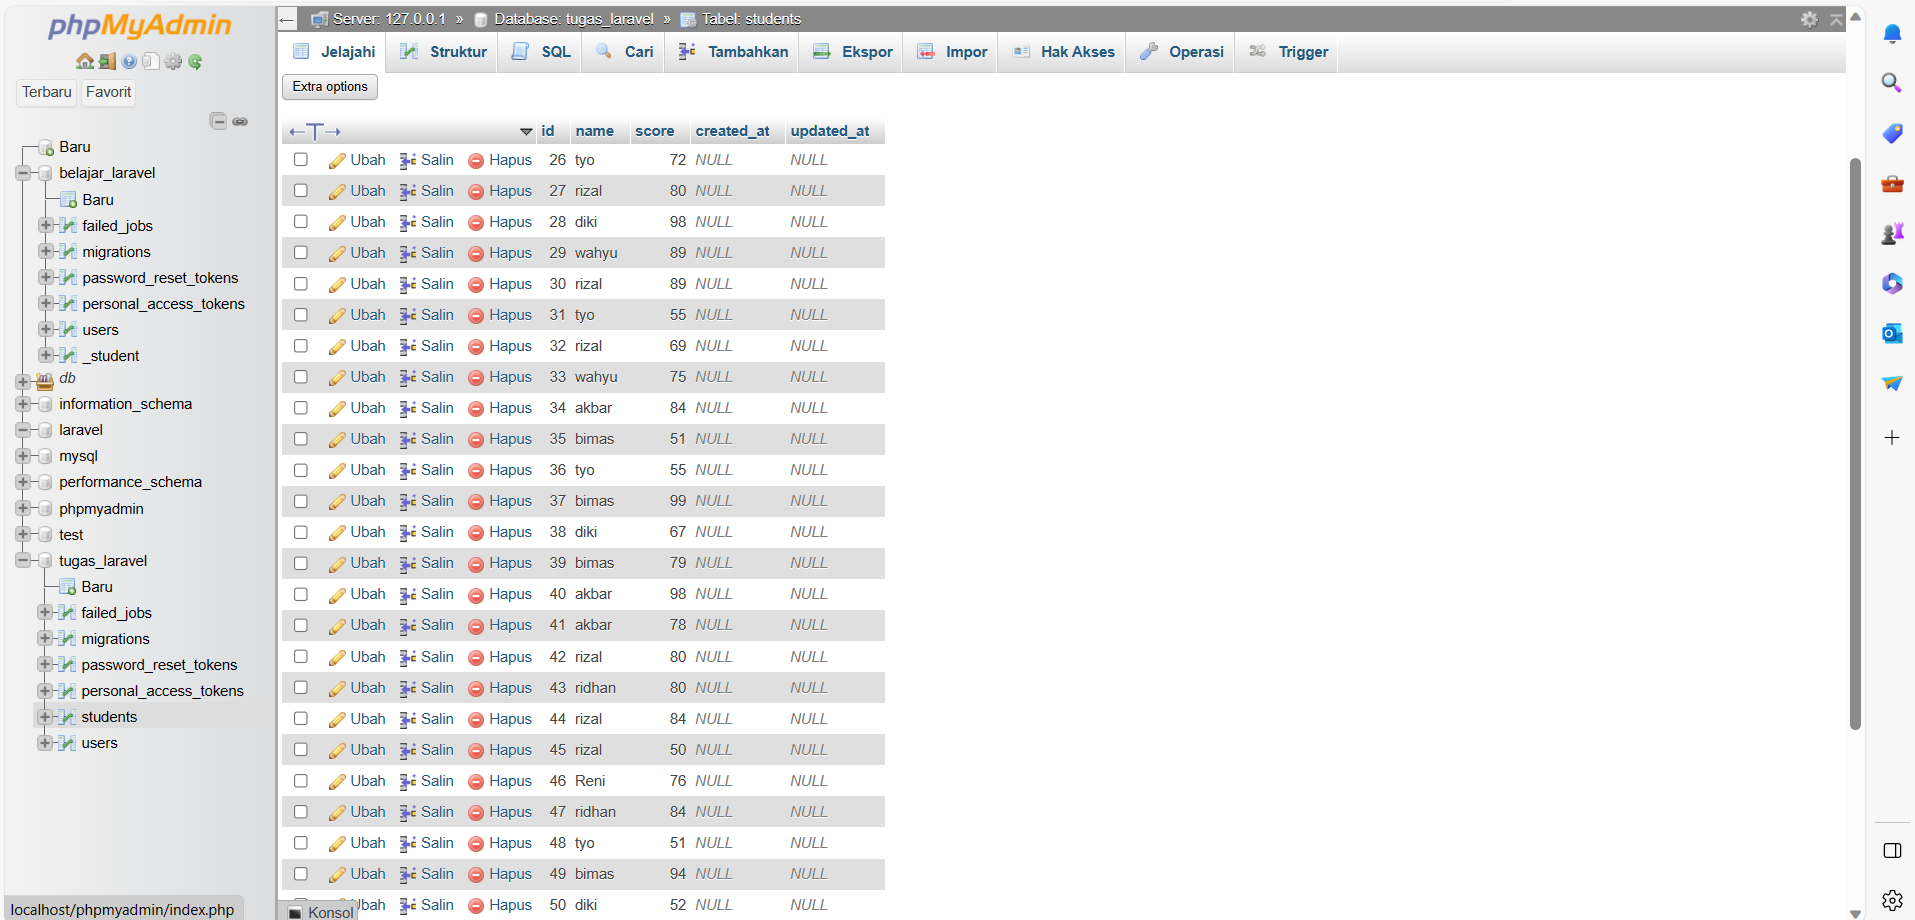 phpMyAdmin
Terbaru Favorit
Baru
belajar_laravel
Baru
failed_jobs
migrations
password_reset_tokens
personal_access_tokens
users
_student
db
information_schema
laravel
mysql
performance_schema
phpmyadmin
test
tugas_laravel
Baru
failed_jobs
migrations
password_reset_tokens
personal_access_tokens
students
users
localhost/phpmyadmin/index.php
Server: 127.0.0.1 » Database: tugas_laravel » Tabel: students
Jelajahi Struktur SQL Cari Tambahkan Ekspor Impor Hak Akses Operasi Trigger
Extra options
id name score created_at updated_at
Ubah Salin Hapus 26 tyo 72 NULL NULL
Ubah Salin Hapus 27 rizal 80 NULL NULL
Ubah Salin Hapus 28 diki 98 NULL NULL
Ubah Salin Hapus 29 wahyu 89 NULL NULL
Ubah Salin Hapus 30 rizal 89 NULL NULL
Ubah Salin Hapus 31 tyo 55 NULL NULL
Ubah Salin Hapus 32 rizal 69 NULL NULL
Ubah Salin Hapus 33 wahyu 75 NULL NULL
Ubah Salin Hapus 34 akbar 84 NULL NULL
Ubah Salin Hapus 35 bimas 51 NULL NULL
Ubah Salin Hapus 36 tyo 55 NULL NULL
Ubah Salin Hapus 37 bimas 99 NULL NULL
Ubah Salin Hapus 38 diki 67 NULL NULL
Ubah Salin Hapus 39 bimas 79 NULL NULL
Ubah Salin Hapus 40 akbar 98 NULL NULL
Ubah Salin Hapus 41 akbar 78 NULL NULL
Ubah Salin Hapus 42 rizal 80 NULL NULL
Ubah Salin Hapus 43 ridhan 80 NULL NULL
Ubah Salin Hapus 44 rizal 84 NULL NULL
Ubah Salin Hapus 45 rizal 50 NULL NULL
Ubah Salin Hapus 46 Reni 76 NULL NULL
Ubah Salin Hapus 47 ridhan 84 NULL NULL
Ubah Salin Hapus 48 tyo 51 NULL NULL
Ubah Salin Hapus 49 bimas 94 NULL NULL
Ubah Salin Hapus 50 diki 52 NULL NULL
Konsol